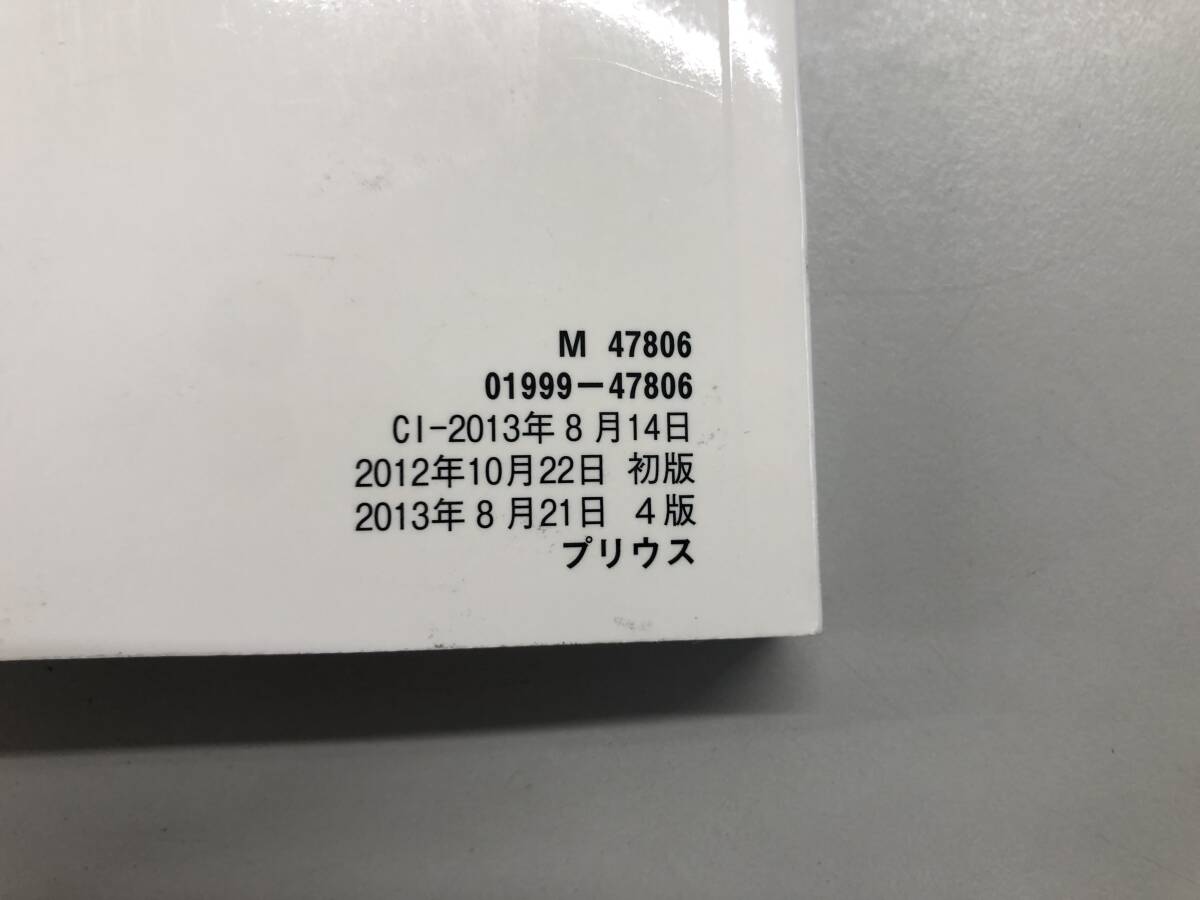 M 47806
01999-47806
CI-2013年8月14日
2012年10月22日 初版
2013年8月21日 4版
プリウス